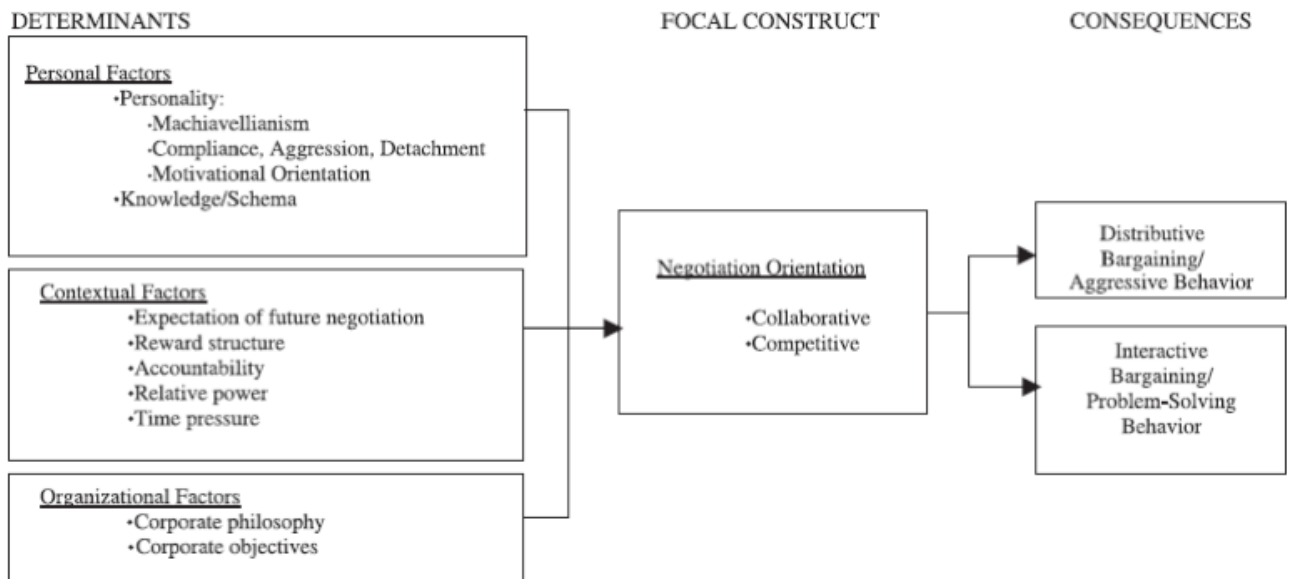 DETERMINANTS
Personal Factors
•Personality:
-Machiavellianism
-Compliance, Aggression, Detachment
•Motivational Orientation
•Knowledge/Schema
Contextual Factors
•Expectation of future negotiation
•Reward structure
•Accountability
•Relative power
•Time pressure
Organizational Factors
•Corporate philosophy
•Corporate objectives
FOCAL CONSTRUCT
Negotiation Orientation
•Collaborative
•Competitive
CONSEQUENCES
Distributive
Bargaining/
Aggressive Behavior
Interactive
Bargaining/
Problem-Solving
Behavior